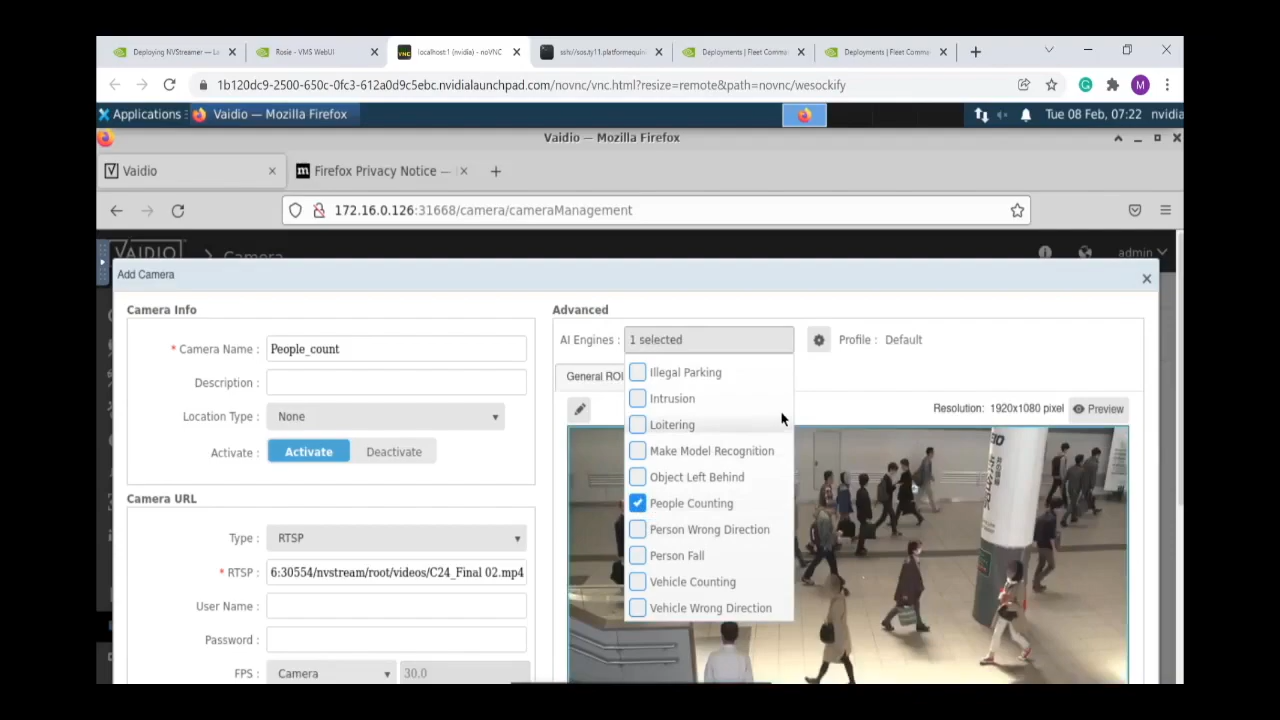 Deploying NVStreamer — L
Rosie - VMS WebUI
localhost:1 (nvidia) - noVNC
ssh//sos.ty11.platformequin
Deployments | Fleet Comma
Deployments | Fleet Comma
1b120dc9-2500-650c-0fc3-612a0d9c5ebc.nvidialaunchpad.com/novnc/vnc.html?resize=remote&path=novnc/wesockify
M
Applications
Vaidio — Mozilla Firefox
Tue 08 Feb, 07:22
nvidia
Vaidio — Mozilla Firefox
Vaidio
Firefox Privacy Notice —
172.16.0.126:31668/camera/cameraManagement
VAIDIO
Camera
admin
Add Camera
Camera Info
* Camera Name :
People_count
Description :
Location Type :
None
Activate :
Activate
Deactivate
Camera URL
Type :
RTSP
* RTSP :
6:30554/nvstream/root/videos/C24_Final 02.mp4
User Name :
Password :
FPS :
Camera
30.0
Advanced
AI Engines :
1 selected
Profile :
Default
General ROI
Illegal Parking
Intrusion
Loitering
Make Model Recognition
Object Left Behind
People Counting
Person Wrong Direction
Person Fall
Vehicle Counting
Vehicle Wrong Direction
Resolution: 1920x1080 pixel
Preview